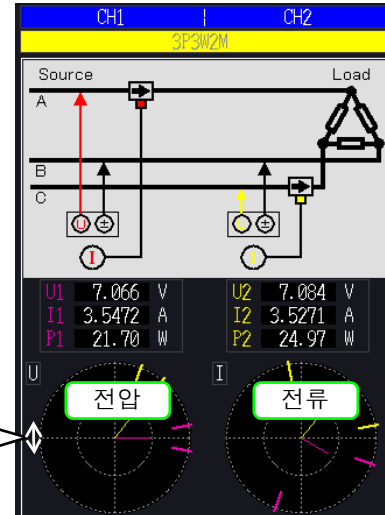 CH1 | CH2
3P3W2M
Source Load
A
B
C
U ± U ±
I I
U1 7.066 V U2 7.084 V
I1 3.5472 A I2 3.5271 A
P1 21.70 W P2 24.97 W
U I
전압 전류